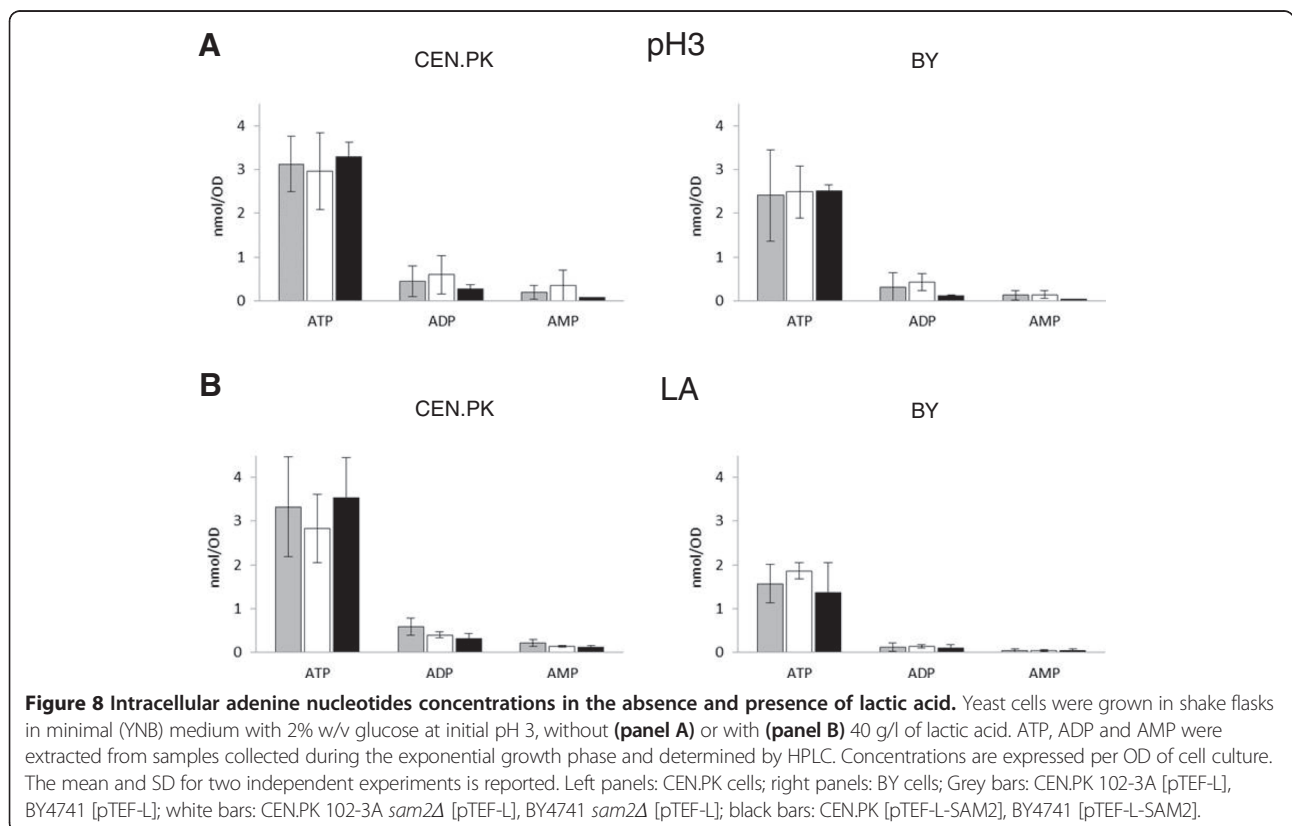 A
pH3
CEN.PK
BY
nmol/OD
4
3
2
1
0
ATP ADP AMP
nmol/OD
4
3
2
1
0
ATP ADP AMP
B
LA
CEN.PK
BY
nmol/OD
4
3
2
1
0
ATP ADP AMP
nmol/OD
4
3
2
1
0
ATP ADP AMP
Figure 8 Intracellular adenine nucleotides concentrations in the absence and presence of lactic acid. Yeast cells were grown in shake flasks
in minimal (YNB) medium with 2% w/v glucose at initial pH 3, without (panel A) or with (panel B) 40 g/l of lactic acid. ATP, ADP and AMP were
extracted from samples collected during the exponential growth phase and determined by HPLC. Concentrations are expressed per OD of cell culture.
The mean and SD for two independent experiments is reported. Left panels: CEN.PK cells; right panels: BY cells; Grey bars: CEN.PK 102-3A [pTEF-L],
BY4741 [pTEF-L]; white bars: CEN.PK 102-3A sam2Δ [pTEF-L], BY4741 sam2Δ [pTEF-L]; black bars: CEN.PK [pTEF-L-SAM2], BY4741 [pTEF-L-SAM2].